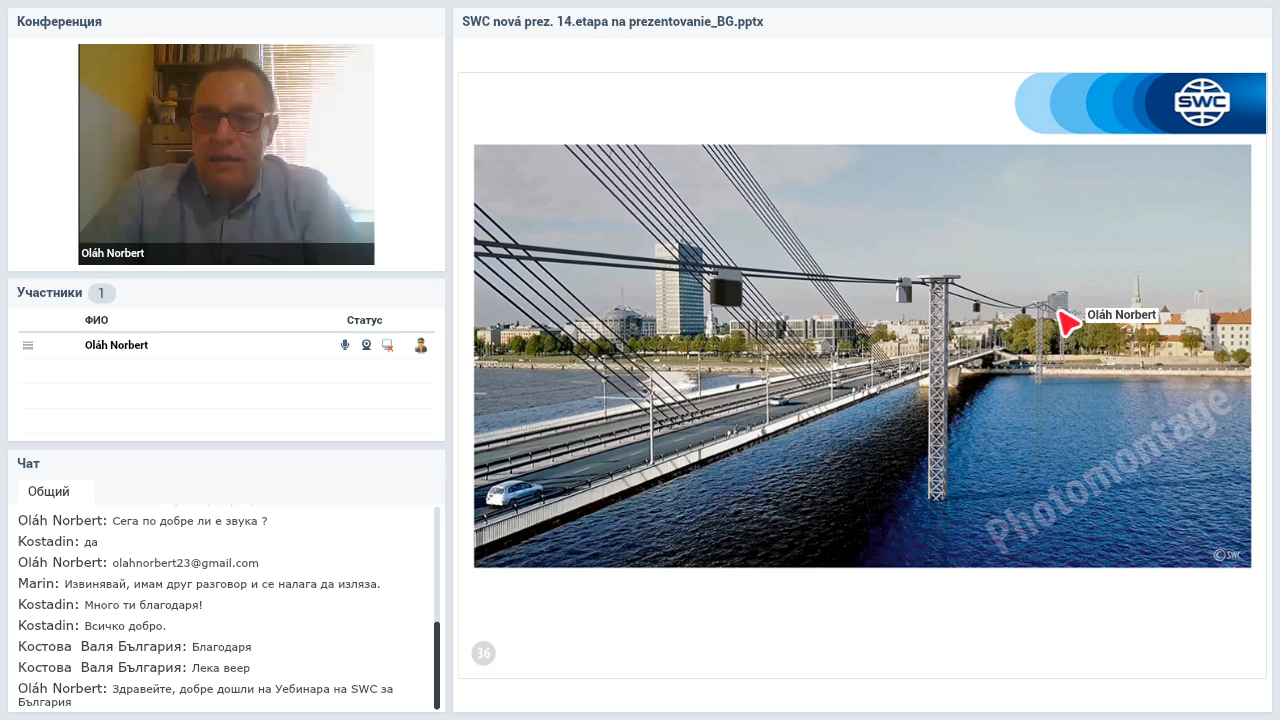 Конференция
Oláh Norbert
Участники 1
ФИО Статус
Oláh Norbert
Чат
Общий
Oláh Norbert: Сега по добре ли е звука ?
Kostadin: да
Oláh Norbert: olahnorbert23@gmail.com
Marin: Извинявай, имам друг разговор и се налага да изляза.
Kostadin: Много ти благодаря!
Kostadin: Всичко добро.
Костова Валя България: Благодаря
Костова Валя България: Лека веер
Oláh Norbert: Здравейте, добре дошли на Уебинара на SWC за
България
SWC nová prez. 14.etapa na prezentovanie_BG.pptx
SWC
Oláh Norbert
Photomontage
© SWC
36